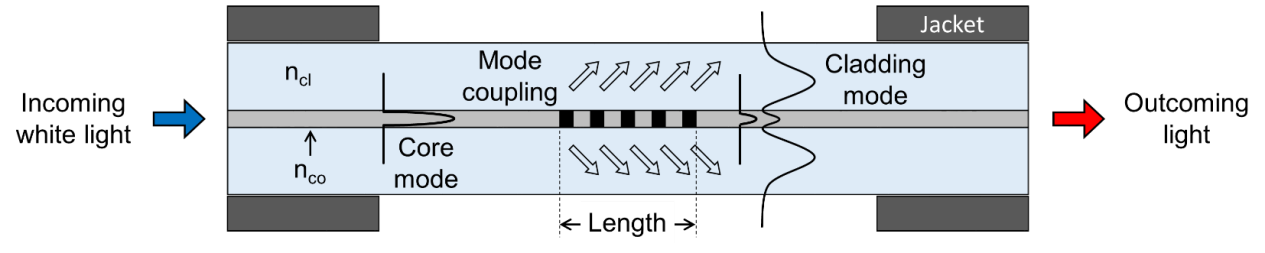 Jacket
n_cl
Mode
coupling
Cladding
mode
Incoming
white light
Outcoming
light
n_co
Core
mode
Length